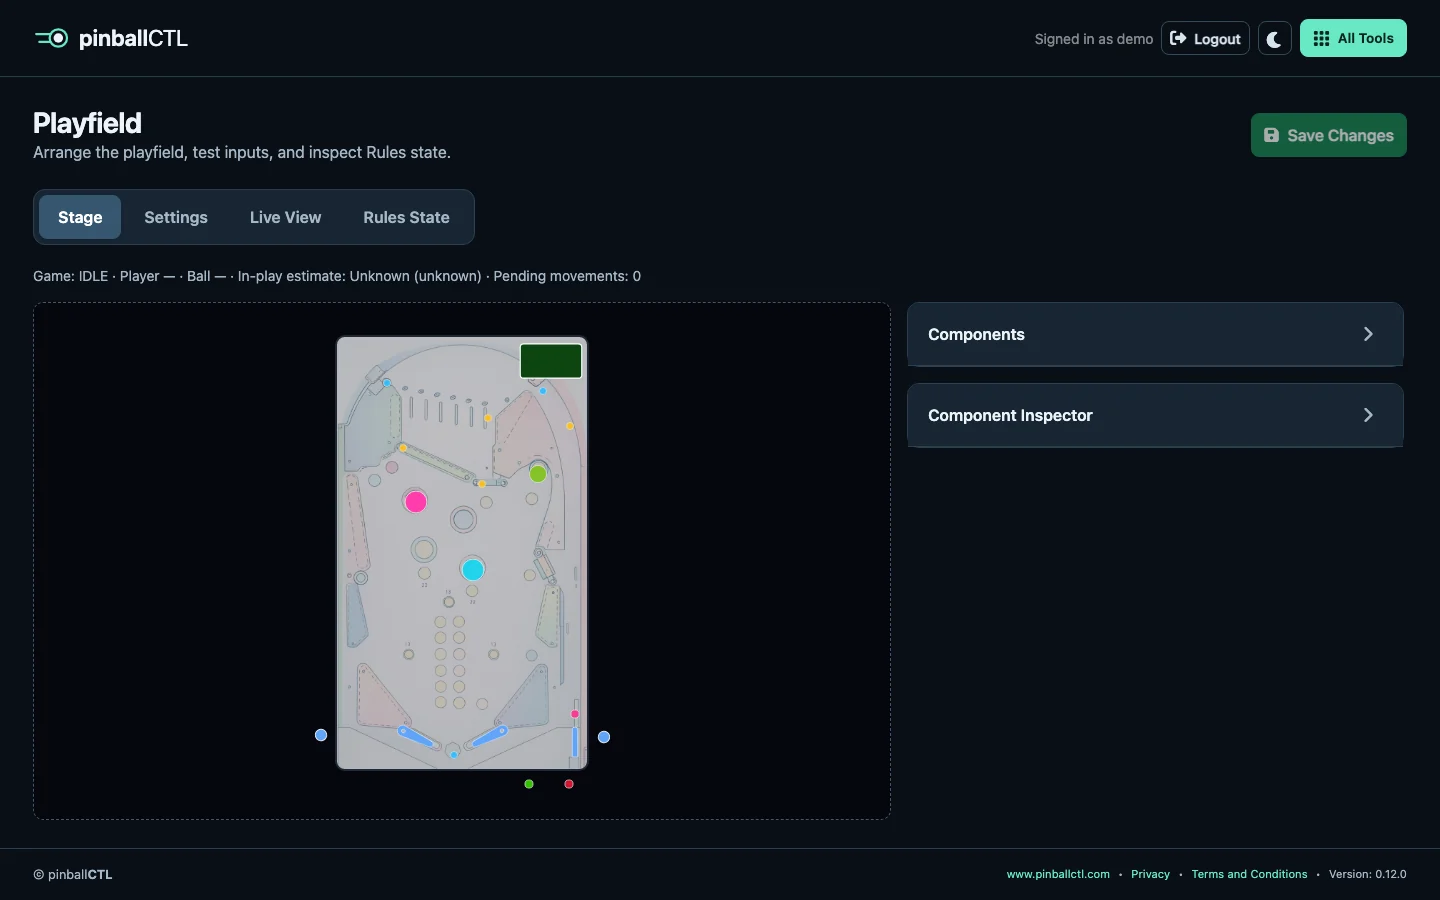 pinballCTL
Signed in as demo
Logout
All Tools
Playfield
Arrange the playfield, test inputs, and inspect Rules state.
Save Changes
Stage
Settings
Live View
Rules State
Game: IDLE · Player — · Ball — · In-play estimate: Unknown (unknown) · Pending movements: 0
Components
Component Inspector
© pinballCTL
www.pinballctl.com • Privacy • Terms and Conditions • Version: 0.12.0